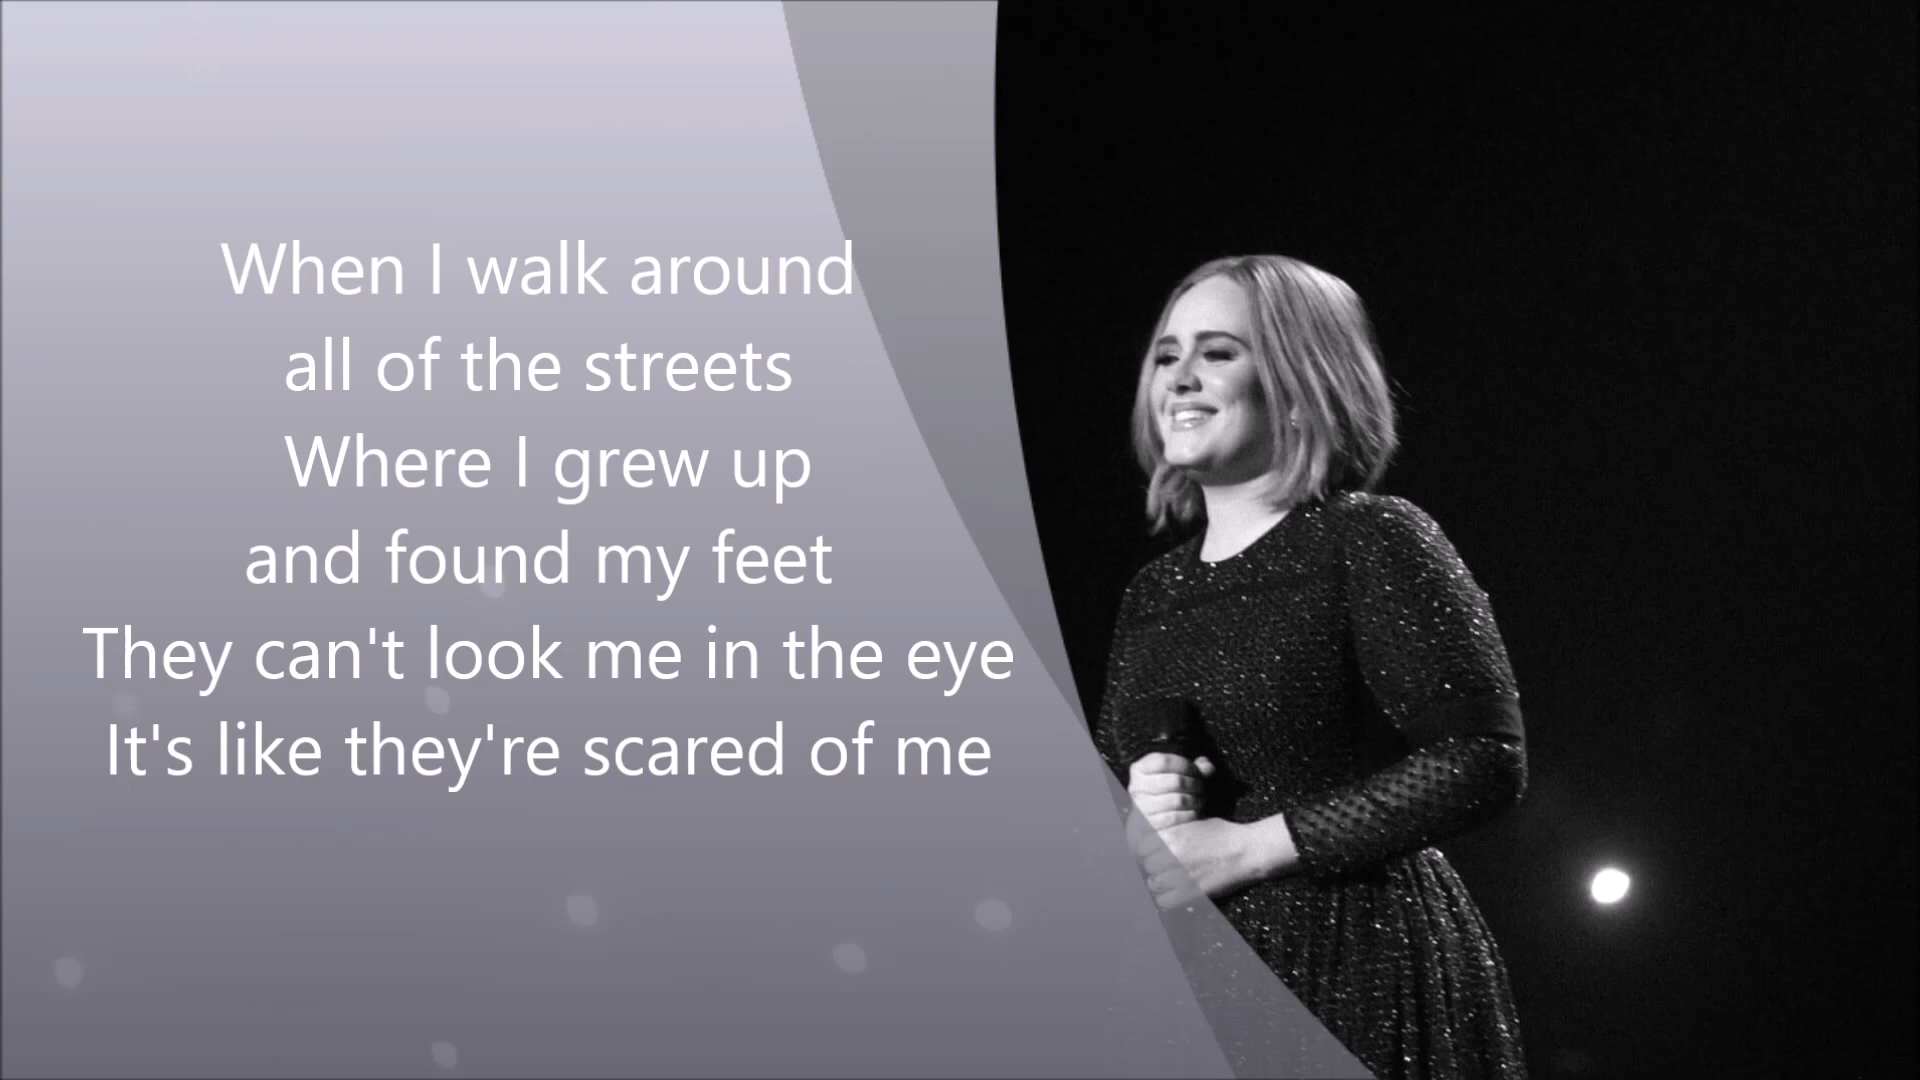 When I walk around
all of the streets
Where I grew up
and found my feet
They can't look me in the eye
It's like they're scared of me